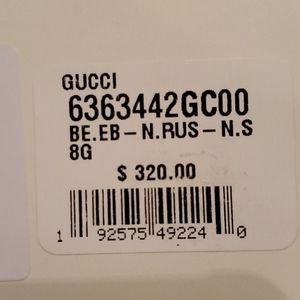 GUCCI
6363442GC00
BE.EB-N.RUS-N.S
8G
$ 320.00
1 92575 49224 0